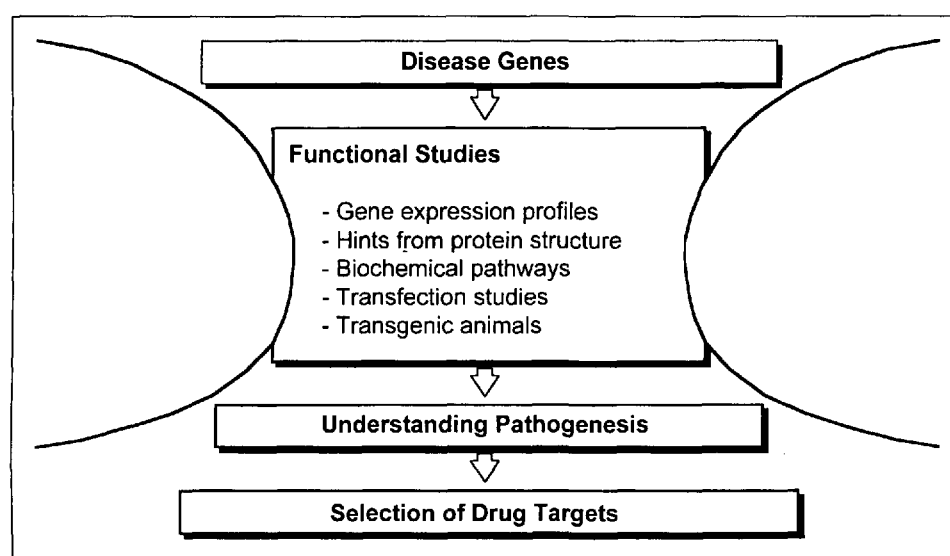 Disease Genes
Functional Studies
- Gene expression profiles
- Hints from protein structure
- Biochemical pathways
- Transfection studies
- Transgenic animals
Understanding Pathogenesis
Selection of Drug Targets